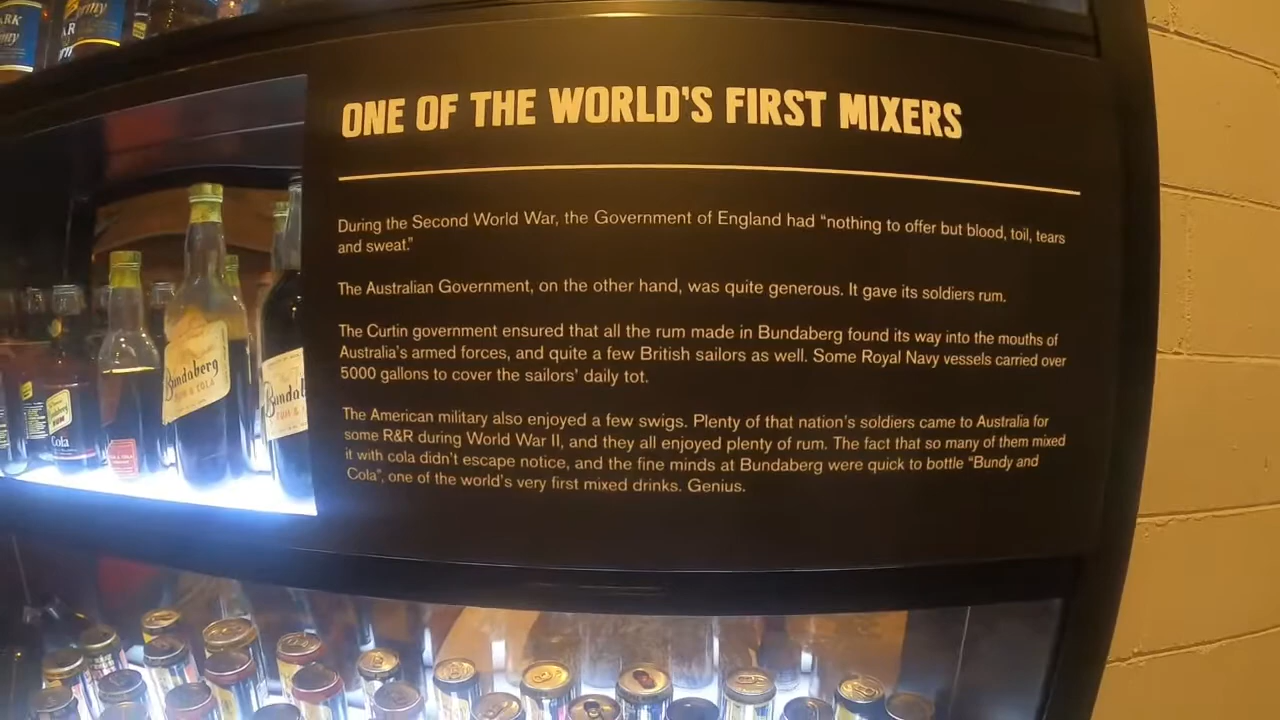 ONE OF THE WORLD'S FIRST MIXERS
During the Second World War, the Government of England had “nothing to offer but blood, toil, tears
and sweat.”
The Australian Government, on the other hand, was quite generous. It gave its soldiers rum.
The Curtin government ensured that all the rum made in Bundaberg found its way into the mouths of
Australia's armed forces, and quite a few British sailors as well. Some Royal Navy vessels carried over
5000 gallons to cover the sailors' daily tot.
The American military also enjoyed a few swigs. Plenty of that nation's soldiers came to Australia for
some R&R during World War II, and they all enjoyed plenty of rum. The fact that so many of them mixed
it with cola didn't escape notice, and the fine minds at Bundaberg were quick to bottle “Bundy and
Cola”, one of the world's very first mixed drinks. Genius.
Bundaberg
RUM & COLA
Cola